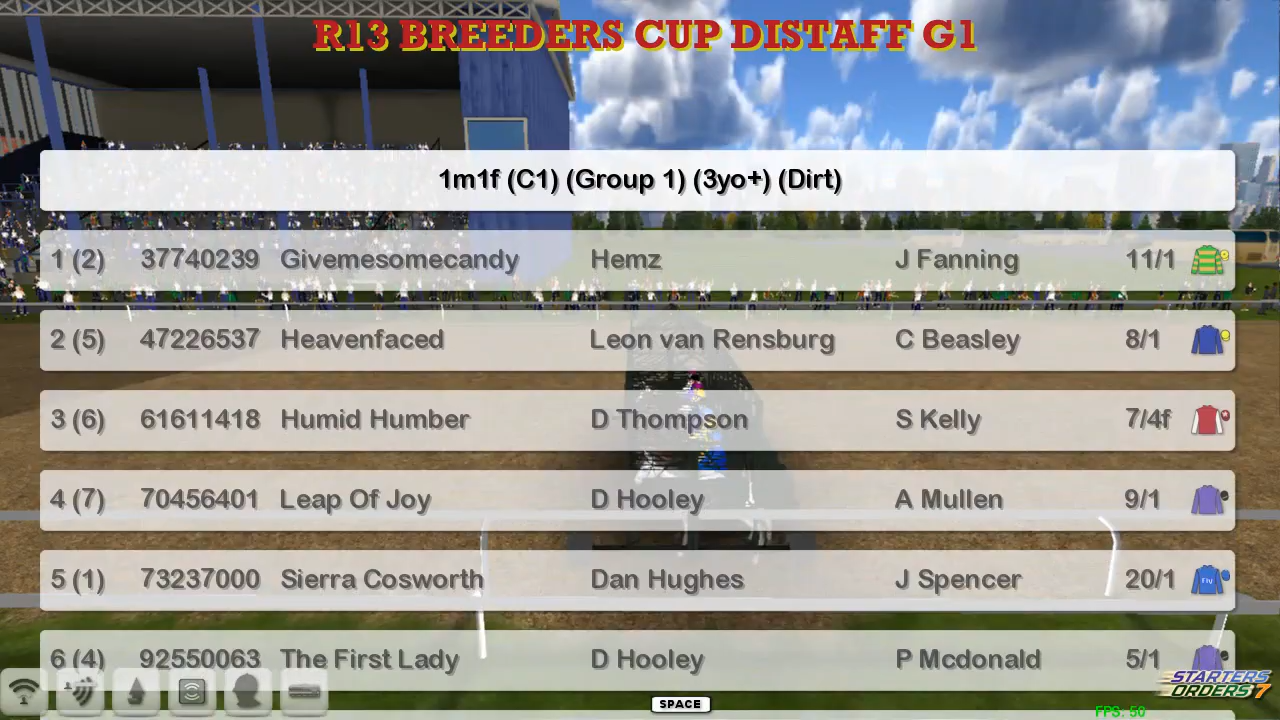 R13 BREEDERS CUP DISTAFF G1
1m1f (C1) (Group 1) (3yo+) (Dirt)
1 (2) 37740239 Givemesomecandy Hemz J Fanning 11/1
2 (5) 47226537 Heavenfaced Leon van Rensburg C Beasley 8/1
3 (6) 61611418 Humid Humber D Thompson S Kelly 7/4f
4 (7) 70456401 Leap Of Joy D Hooley A Mullen 9/1
5 (1) 73237000 Sierra Cosworth Dan Hughes J Spencer 20/1
6 (4) 92550063 The First Lady D Hooley P Mcdonald 5/1
STARTERS
ORDERS 7
SPACE
FPS: 50